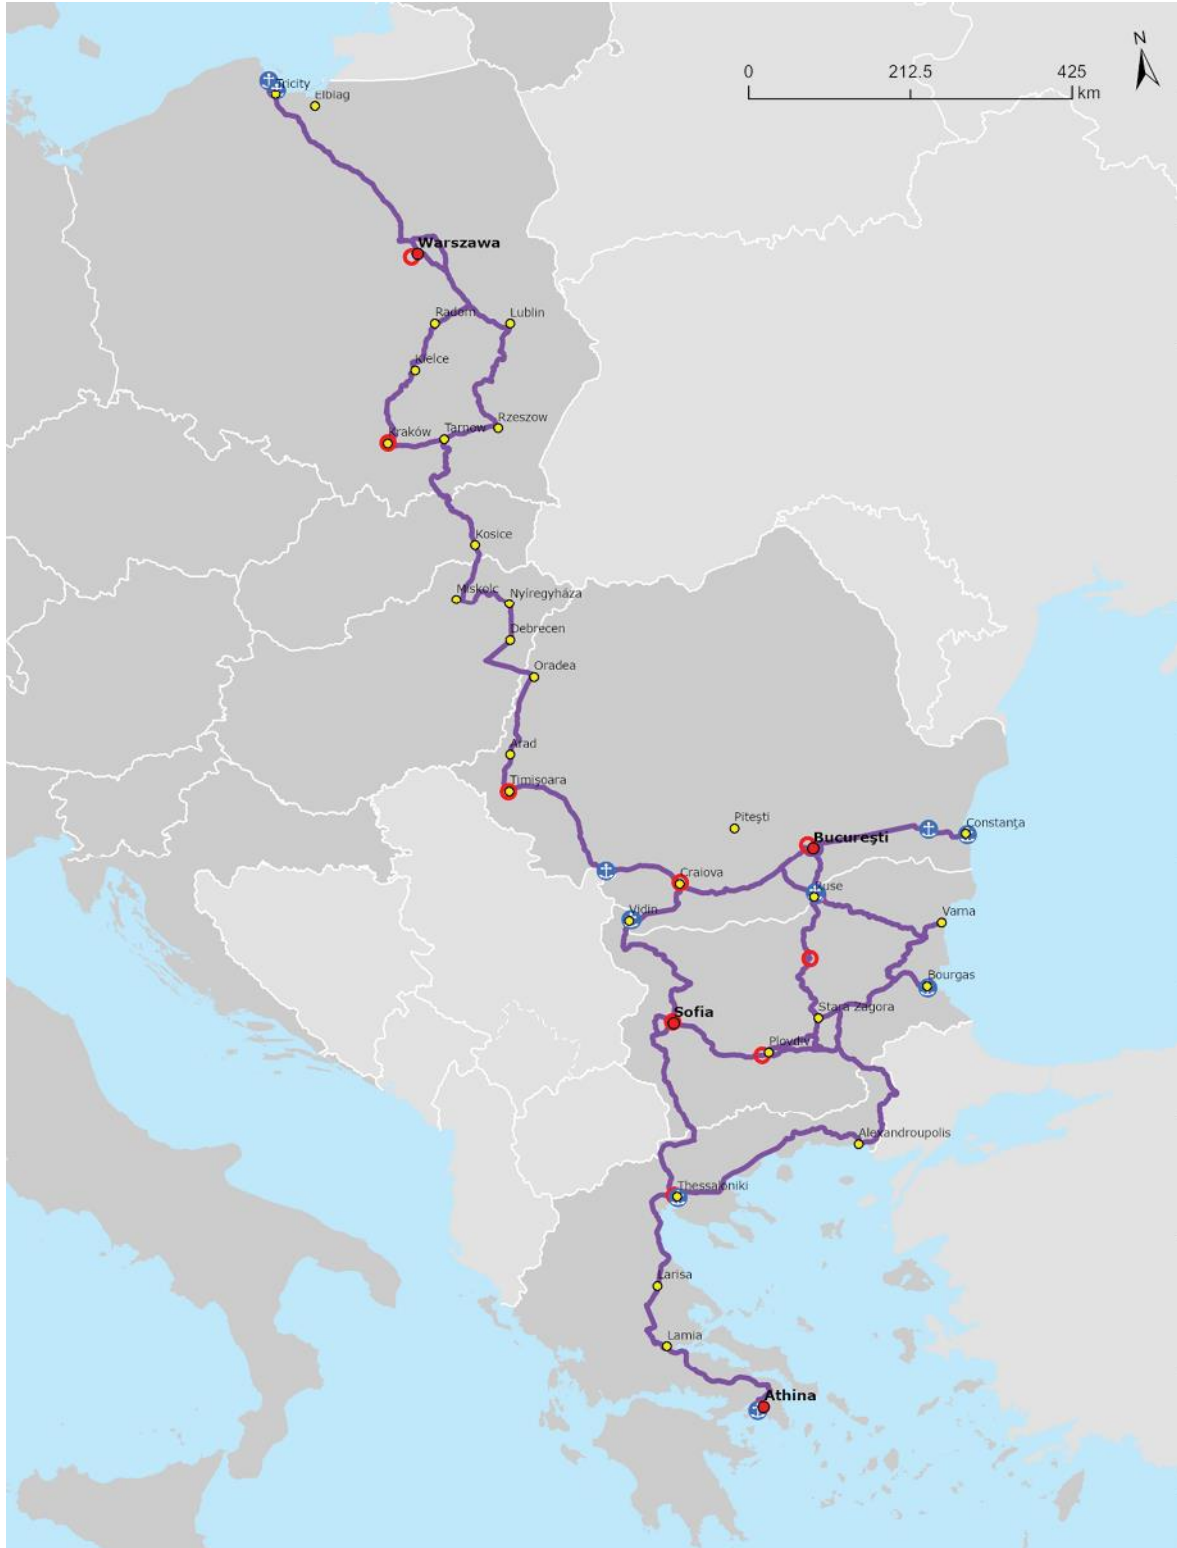 N
0 212.5 425
km
Tricity
Elblag
Warszawa
Radom
Lublin
Kielce
Rzeszow
Kraków
Tarnow
Kosice
Miskolc
Nyíregyháza
Debrecen
Oradea
Arad
Timişoara
Piteşti
Constanţa
Bucureşti
Craiova
Ruse
Vidin
Varna
Bourgas
Sofia
Stara Zagora
Plovdiv
Alexandroupolis
Thessaloniki
Larisa
Lamia
Athina